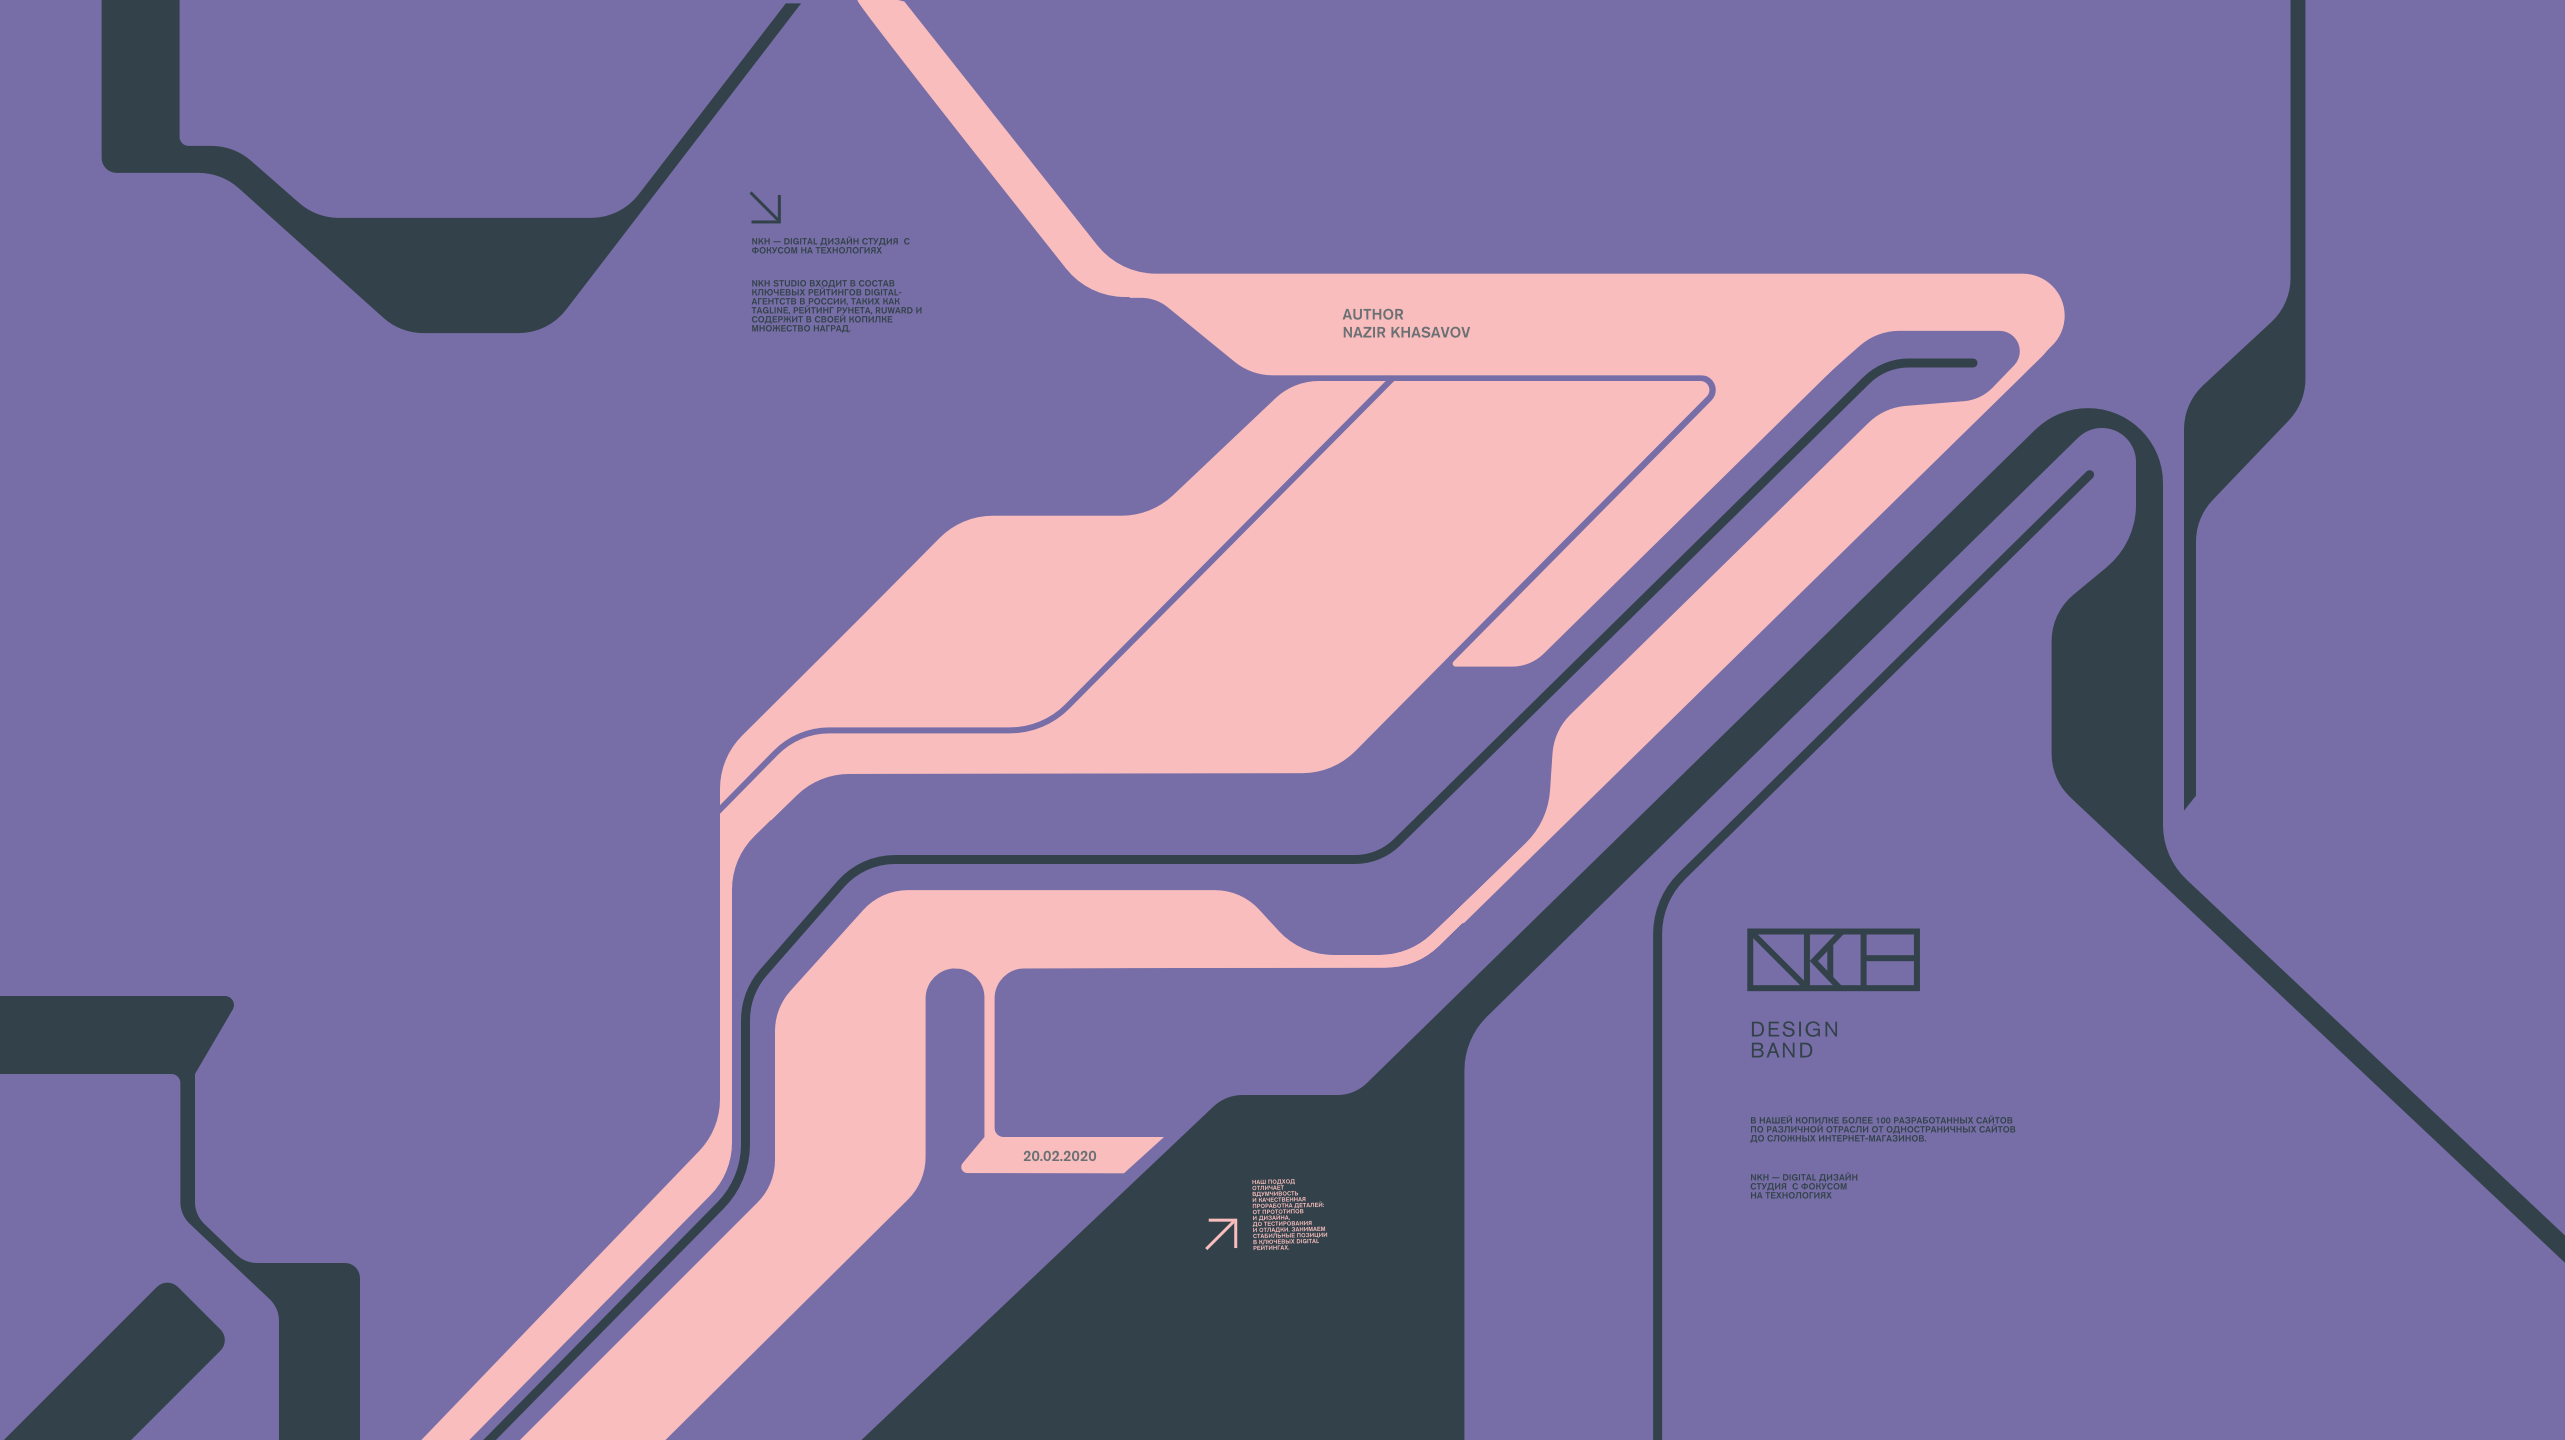 NKH — DIGITAL ДИЗАЙН СТУДИЯ С
ФОКУСОМ НА ТЕХНОЛОГИЯХ
NKH STUDIO ВХОДИТ В СОСТАВ
КЛЮЧЕВЫХ РЕЙТИНГОВ DIGITAL-
АГЕНТСТВ В РОССИИ, ТАКИХ КАК
TAGLINE, РЕЙТИНГ РУНЕТА, RUWARD И
СОДЕРЖИТ В СВОЕЙ КОПИЛКЕ
МНОЖЕСТВО НАГРАД.
AUTHOR
NAZIR KHASAVOV
NKH
DESIGN
BAND
В НАШЕЙ КОПИЛКЕ БОЛЕЕ 100 РАЗРАБОТАННЫХ САЙТОВ
ПО РАЗЛИЧНОЙ ОТРАСЛИ ОТ ОДНОСТРАНИЧНЫХ САЙТОВ
ДО СЛОЖНЫХ ИНТЕРНЕТ-МАГАЗИНОВ.
NKH — DIGITAL ДИЗАЙН
СТУДИЯ С ФОКУСОМ
НА ТЕХНОЛОГИЯХ
20.02.2020
НАШ ПОДХОД
ОТЛИЧАЕТ
ВДУМЧИВОСТЬ
И КАЧЕСТВЕННАЯ
ПРОРАБОТКА ДЕТАЛЕЙ:
ОТ ПРОТОТИПОВ
И ДИЗАЙНА,
ДО ТЕСТИРОВАНИЯ
И ОТЛАДКИ. ЗАНИМАЕМ
СТАБИЛЬНЫЕ ПОЗИЦИИ
В КЛЮЧЕВЫХ DIGITAL
РЕЙТИНГАХ.